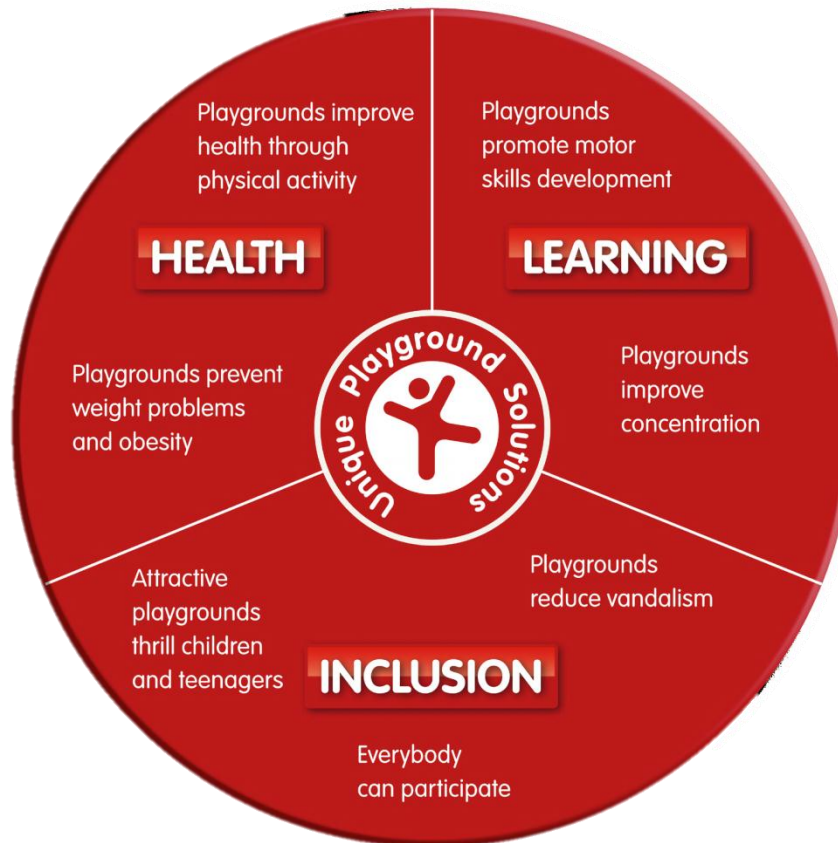 Playgrounds improve
health through
physical activity
HEALTH
Playgrounds prevent
weight problems
and obesity
Playgrounds
promote motor
skills development
LEARNING
Playgrounds
improve
concentration
Unique Playground Solutions
Attractive
playgrounds
thrill children
and teenagers
Playgrounds
reduce vandalism
INCLUSION
Everybody
can participate